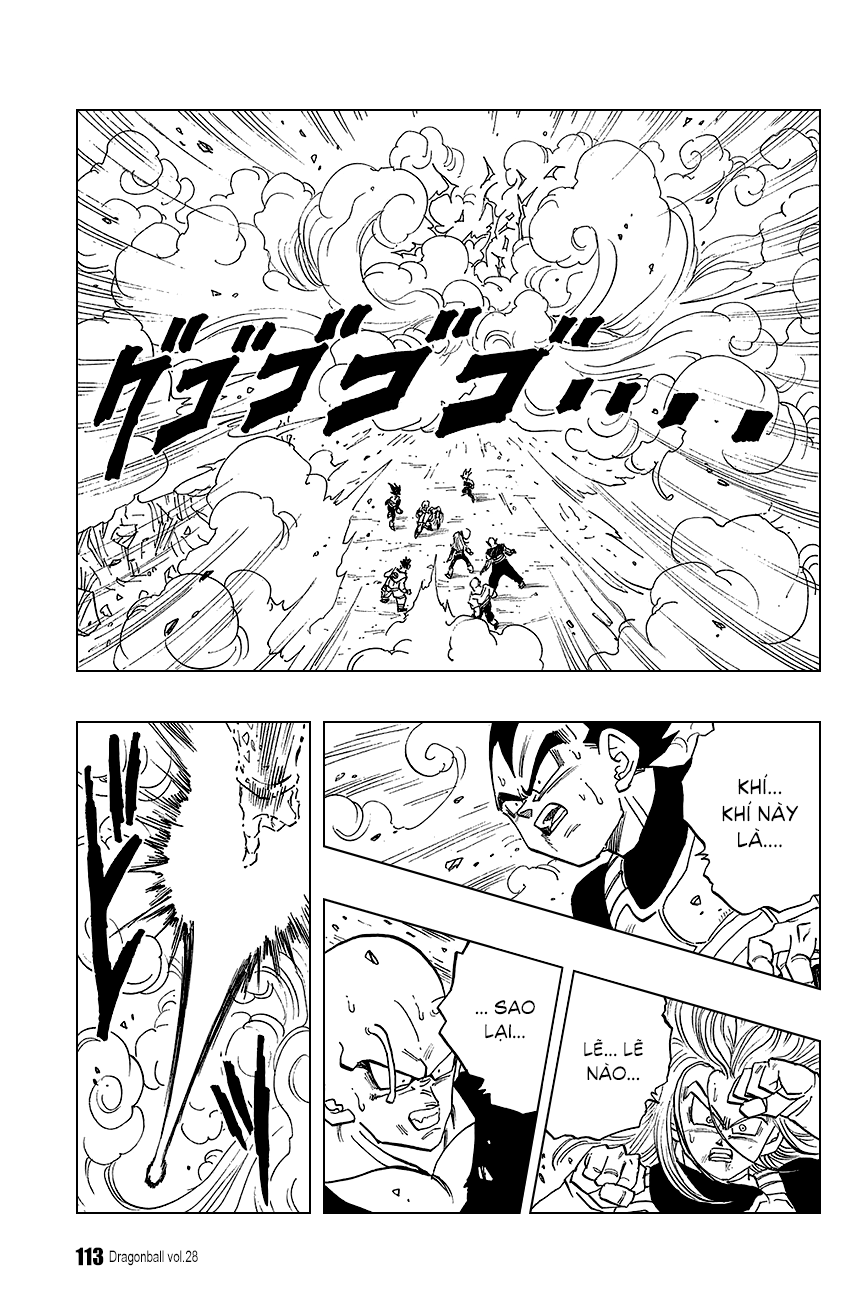 ゴゴゴゴゴ・・・
KHÍ...
KHÍ NÀY
LÀ....
LẼ... LẼ
NÀO...
... SAO
LẠI...
113 Dragonball vol.28